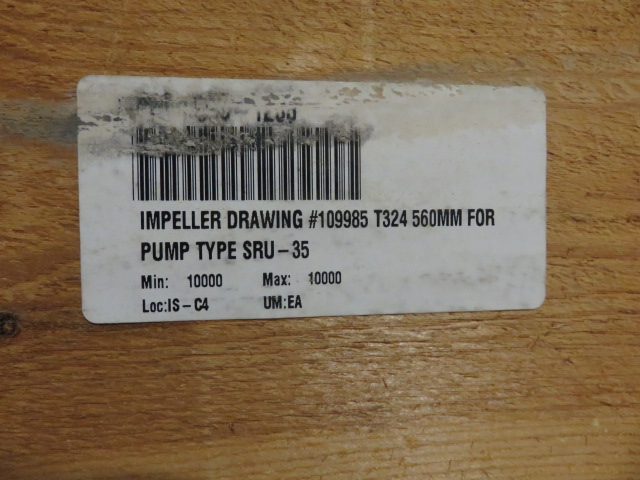 IMPELLER DRAWING #109985 T324 560MM FOR
PUMP TYPE SRU-35
Min: 10000 Max: 10000
Loc:IS-C4 UM:EA